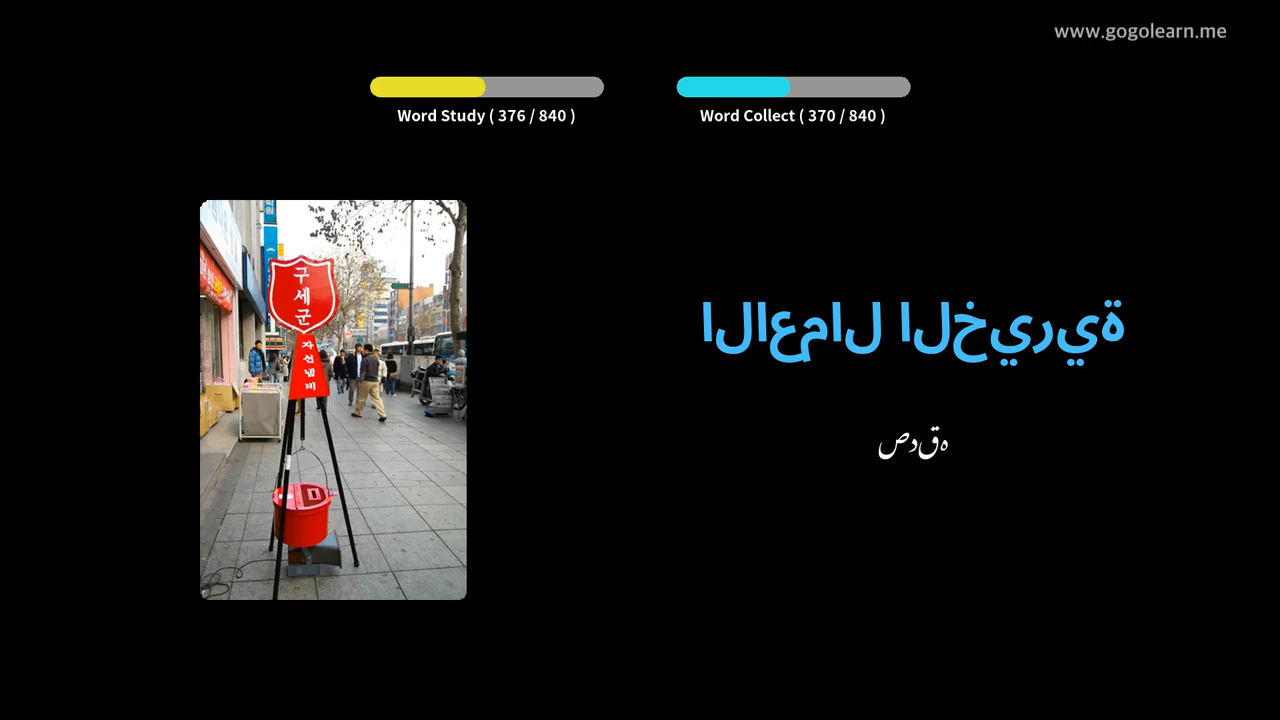 www.gogolearn.me
Word Study ( 376 / 840 )
Word Collect ( 370 / 840 )
구세군
자선냄비
الاعمال الخيرية
صدقه